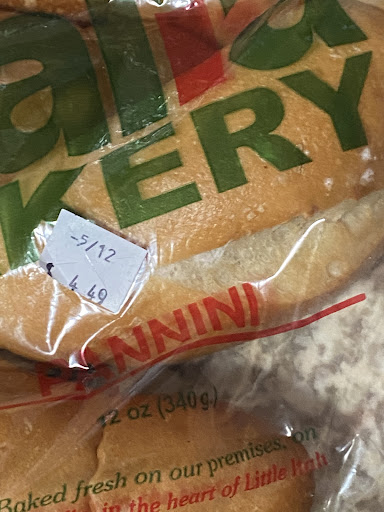 BAKERY
-5/12
$ 4.49
PANNINI
12 oz (340g.)
Baked fresh on our premises, on
in the heart of Little Italy